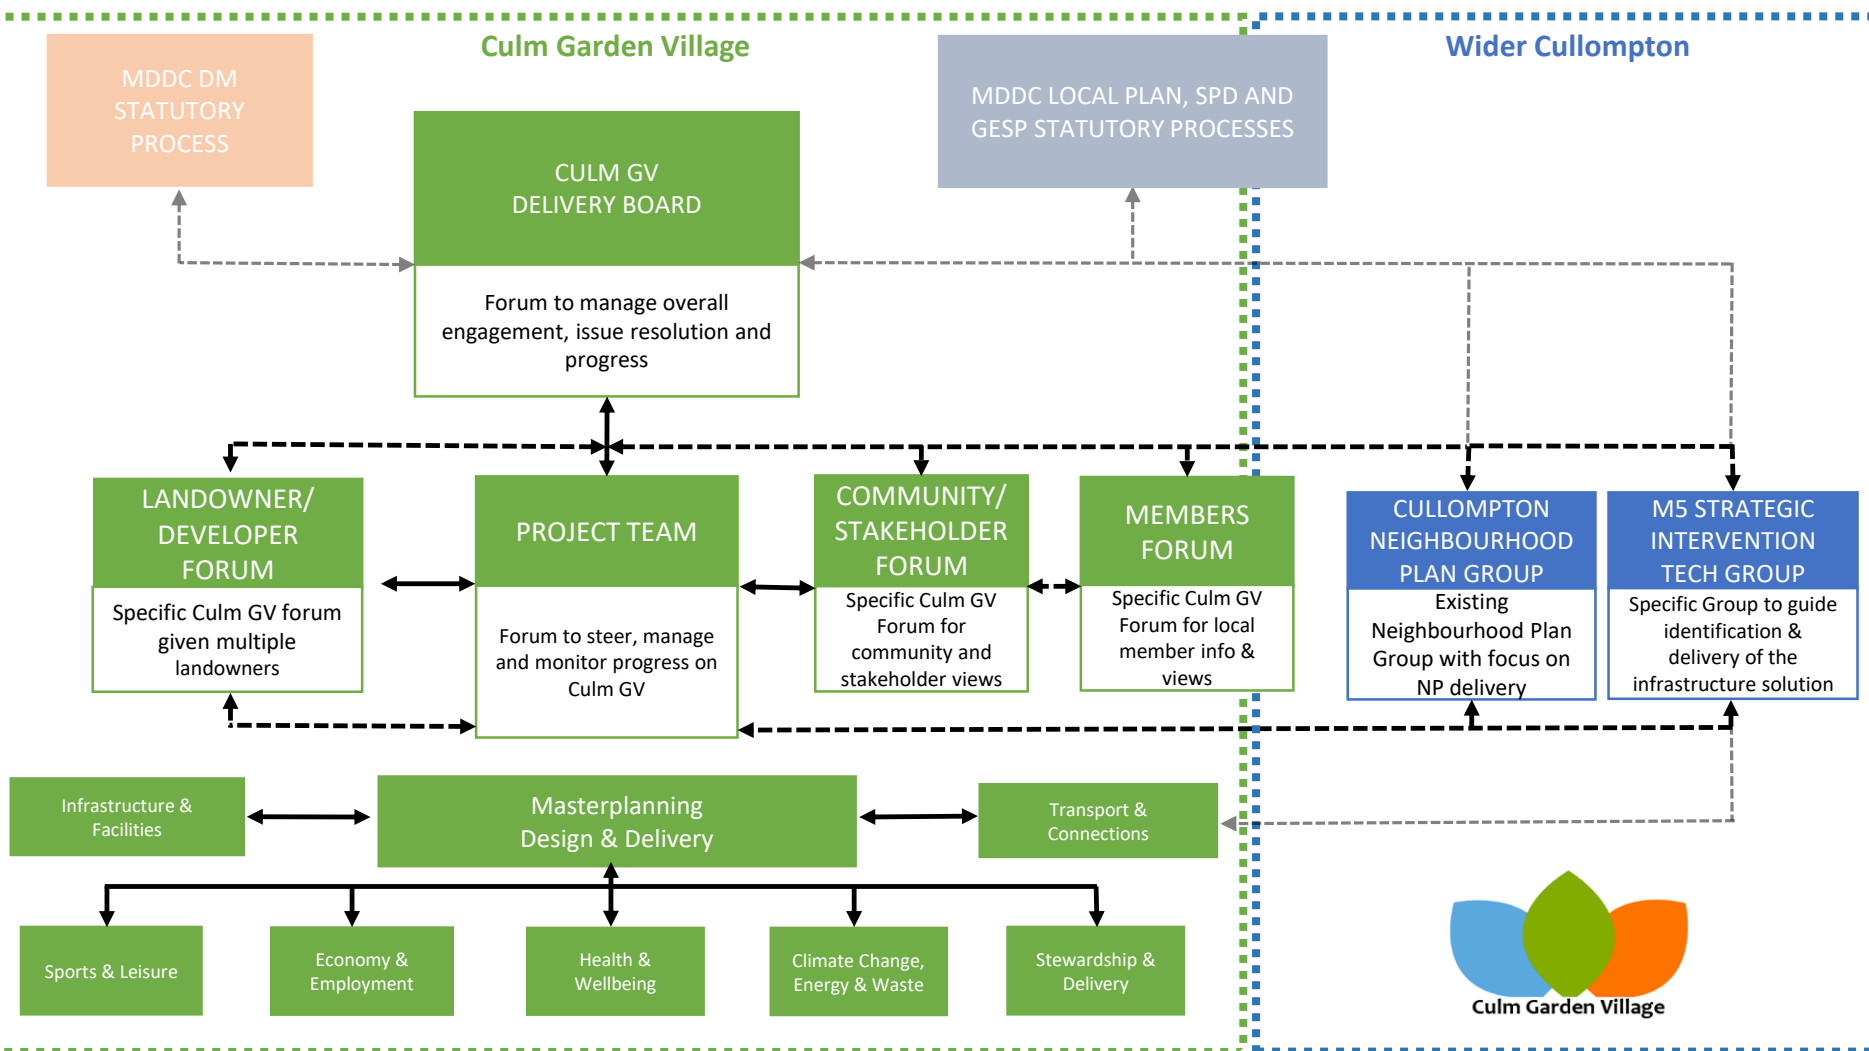 Culm Garden Village
Wider Cullompton
MDDC DM
STATUTORY
PROCESS
MDDC LOCAL PLAN, SPD AND
GESP STATUTORY PROCESSES
CULM GV
DELIVERY BOARD
Forum to manage overall
engagement, issue resolution and
progress
LANDOWNER/
DEVELOPER
FORUM
Specific Culm GV forum
given multiple
landowners
PROJECT TEAM
Forum to steer, manage
and monitor progress on
Culm GV
COMMUNITY/
STAKEHOLDER
FORUM
Specific Culm GV
Forum for
community and
stakeholder views
MEMBERS
FORUM
Specific Culm GV
Forum for local
member info &
views
CULLOMPTON
NEIGHBOURHOOD
PLAN GROUP
Existing
Neighbourhood Plan
Group with focus on
NP delivery
M5 STRATEGIC
INTERVENTION
TECH GROUP
Specific Group to guide
identification &
delivery of the
infrastructure solution
Infrastructure &
Facilities
Masterplanning
Design & Delivery
Transport &
Connections
Sports & Leisure
Economy &
Employment
Health &
Wellbeing
Climate Change,
Energy & Waste
Stewardship &
Delivery
Culm Garden Village